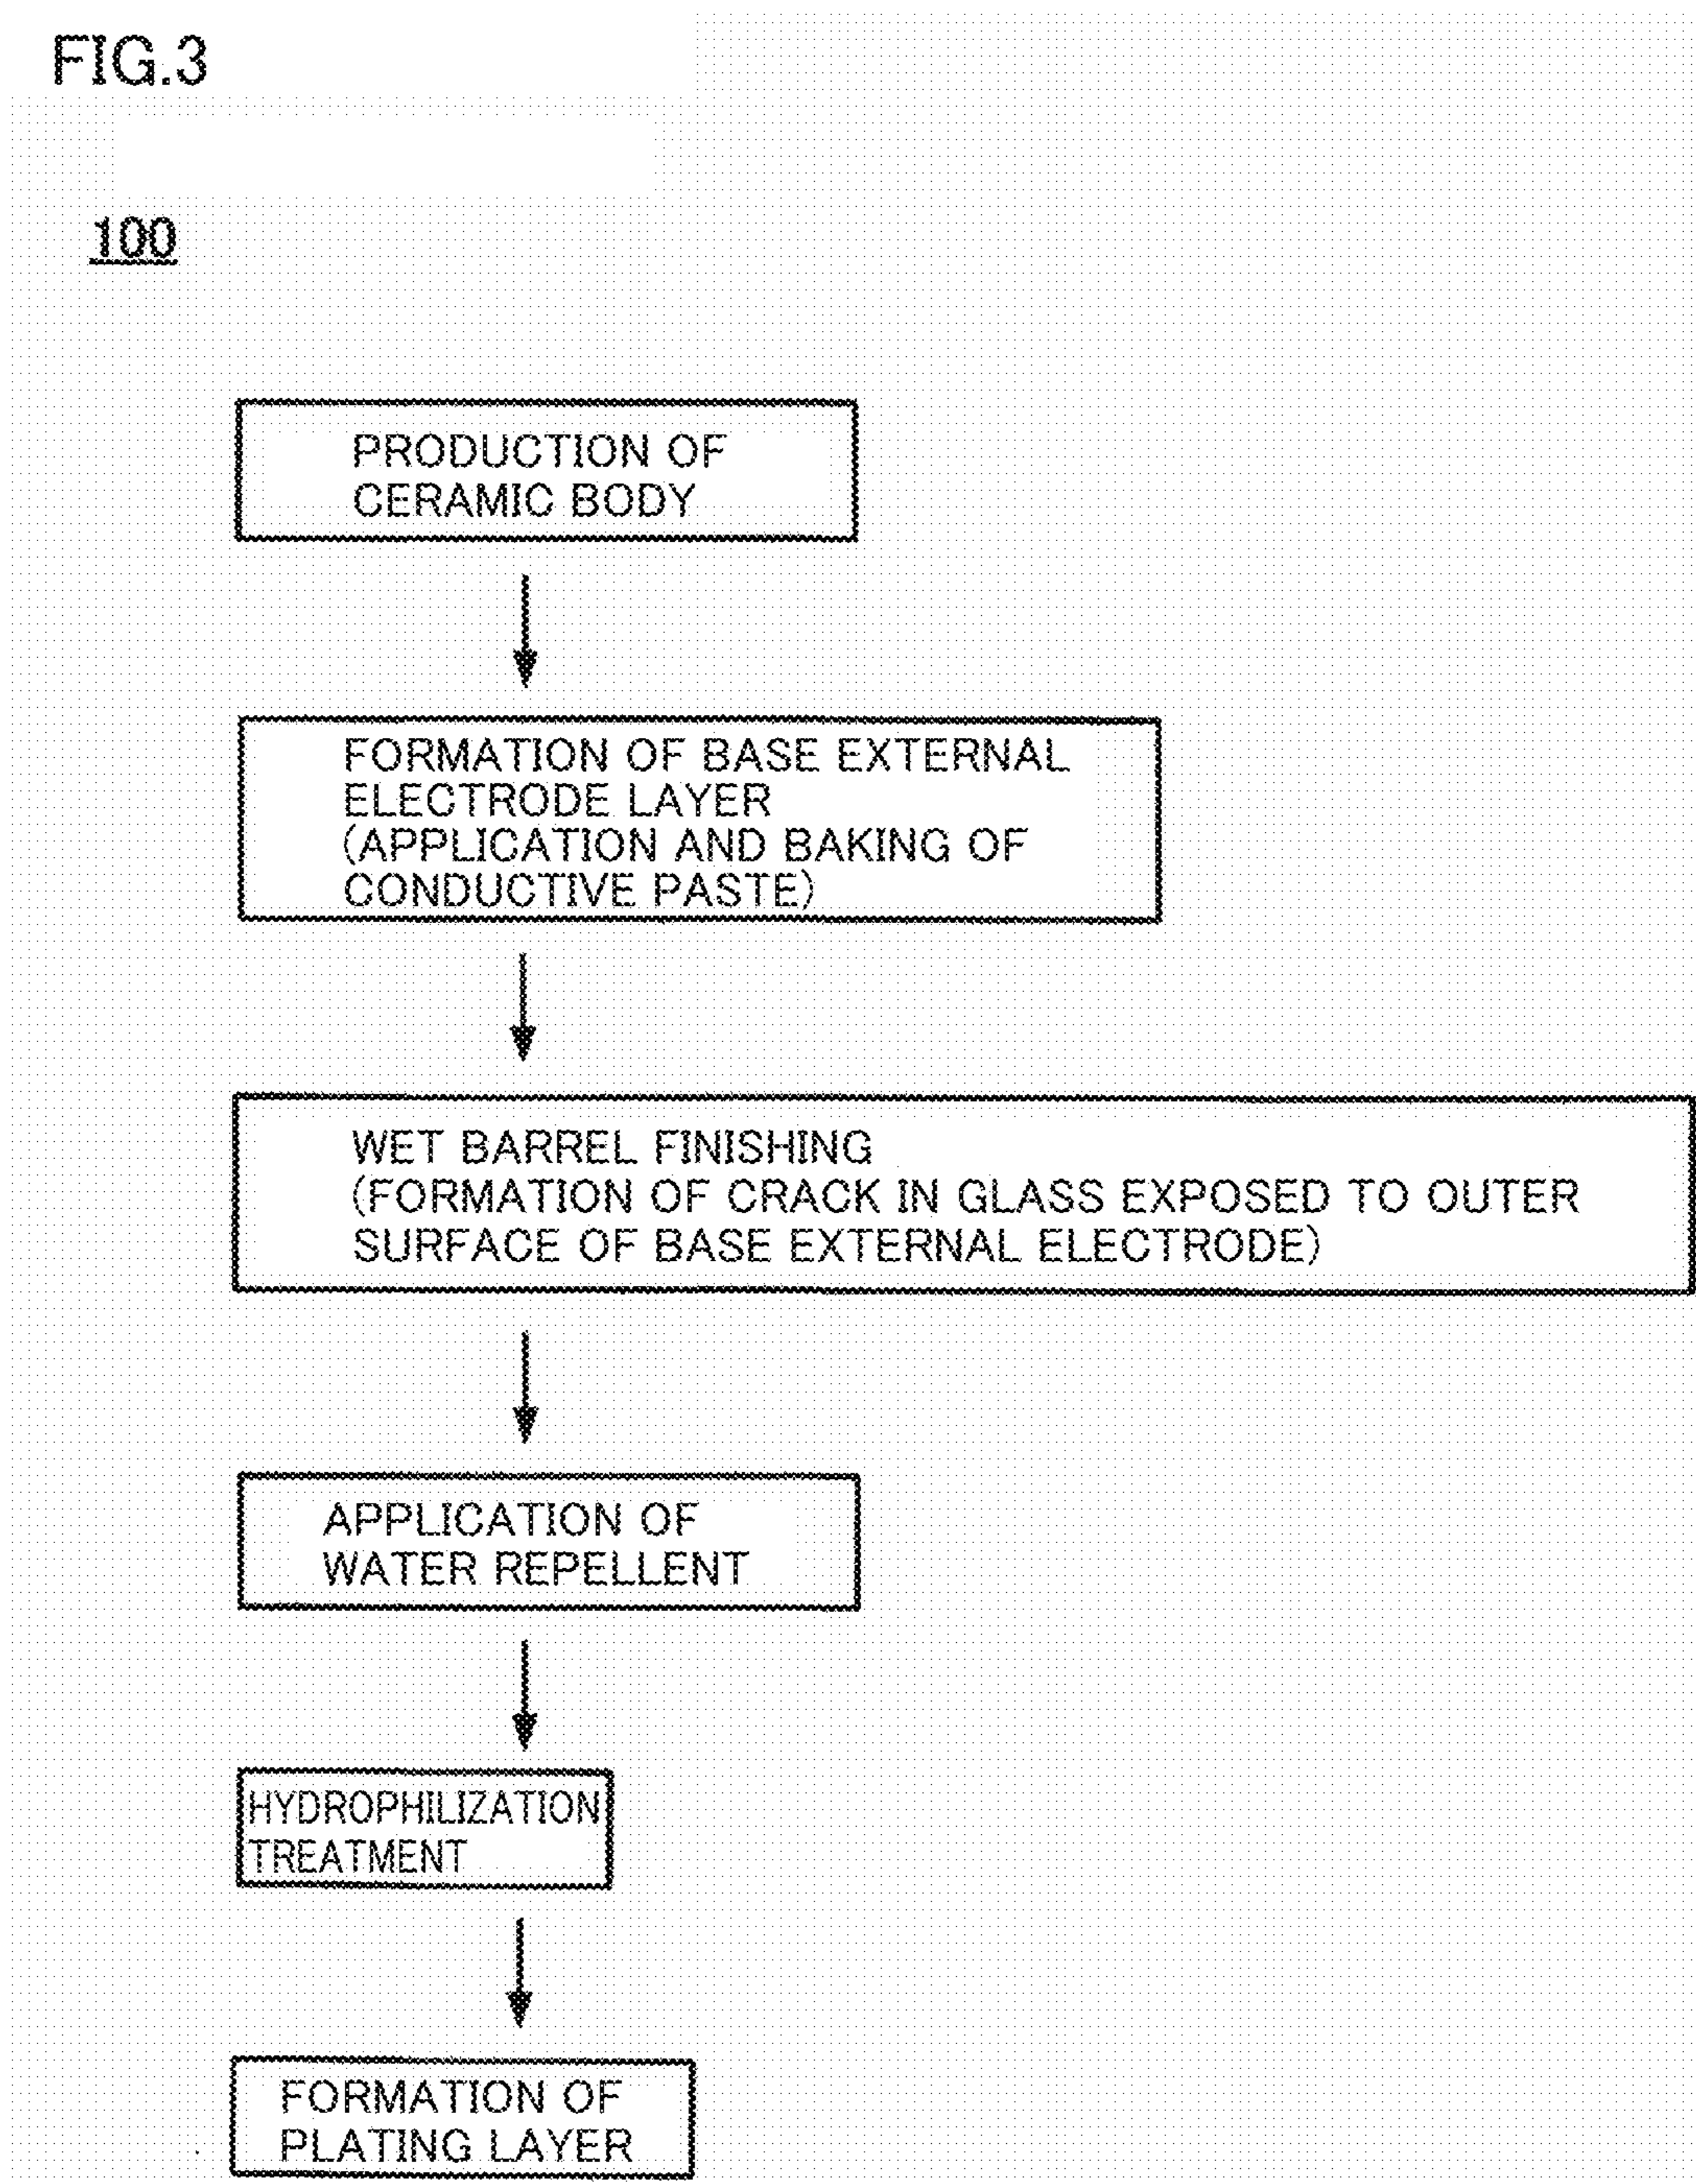 FIG.3
100
PRODUCTION OF
CERAMIC BODY
FORMATION OF BASE EXTERNAL
ELECTRODE LAYER
(APPLICATION AND BAKING OF
CONDUCTIVE PASTE)
WET BARREL FINISHING
(FORMATION OF CRACK IN GLASS EXPOSED TO OUTER
SURFACE OF BASE EXTERNAL ELECTRODE)
APPLICATION OF
WATER REPELLENT
HYDROPHILIZATION
TREATMENT
FORMATION OF
PLATING LAYER